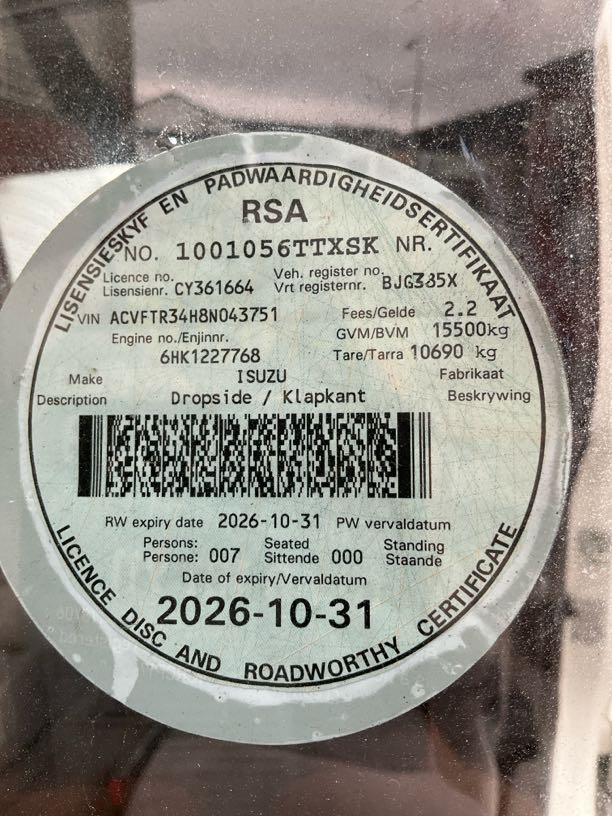 LISENSIESKYF EN PADWAARDIGHEIDSERTIFIKAAT
RSA
NO. 1001056TTXSK NR.
Licence no. Veh. register no.
Lisensienr. CY361664 Vrt registernr. BJG385X
VIN ACVFTR34H8N043751 Fees/Gelde 2.2
Engine no./Enjinnr. GVM/BVM 15500kg
6HK1227768 Tare/Tarra 10690 kg
Make ISUZU Fabrikaat
Description Dropside / Klapkant Beskrywing
RW expiry date 2026-10-31 PW vervaldatum
Persons: Seated Standing
Persone: 007 Sittende 000 Staande
Date of expiry/Vervaldatum
2026-10-31
LICENCE DISC AND ROADWORTHY CERTIFICATE